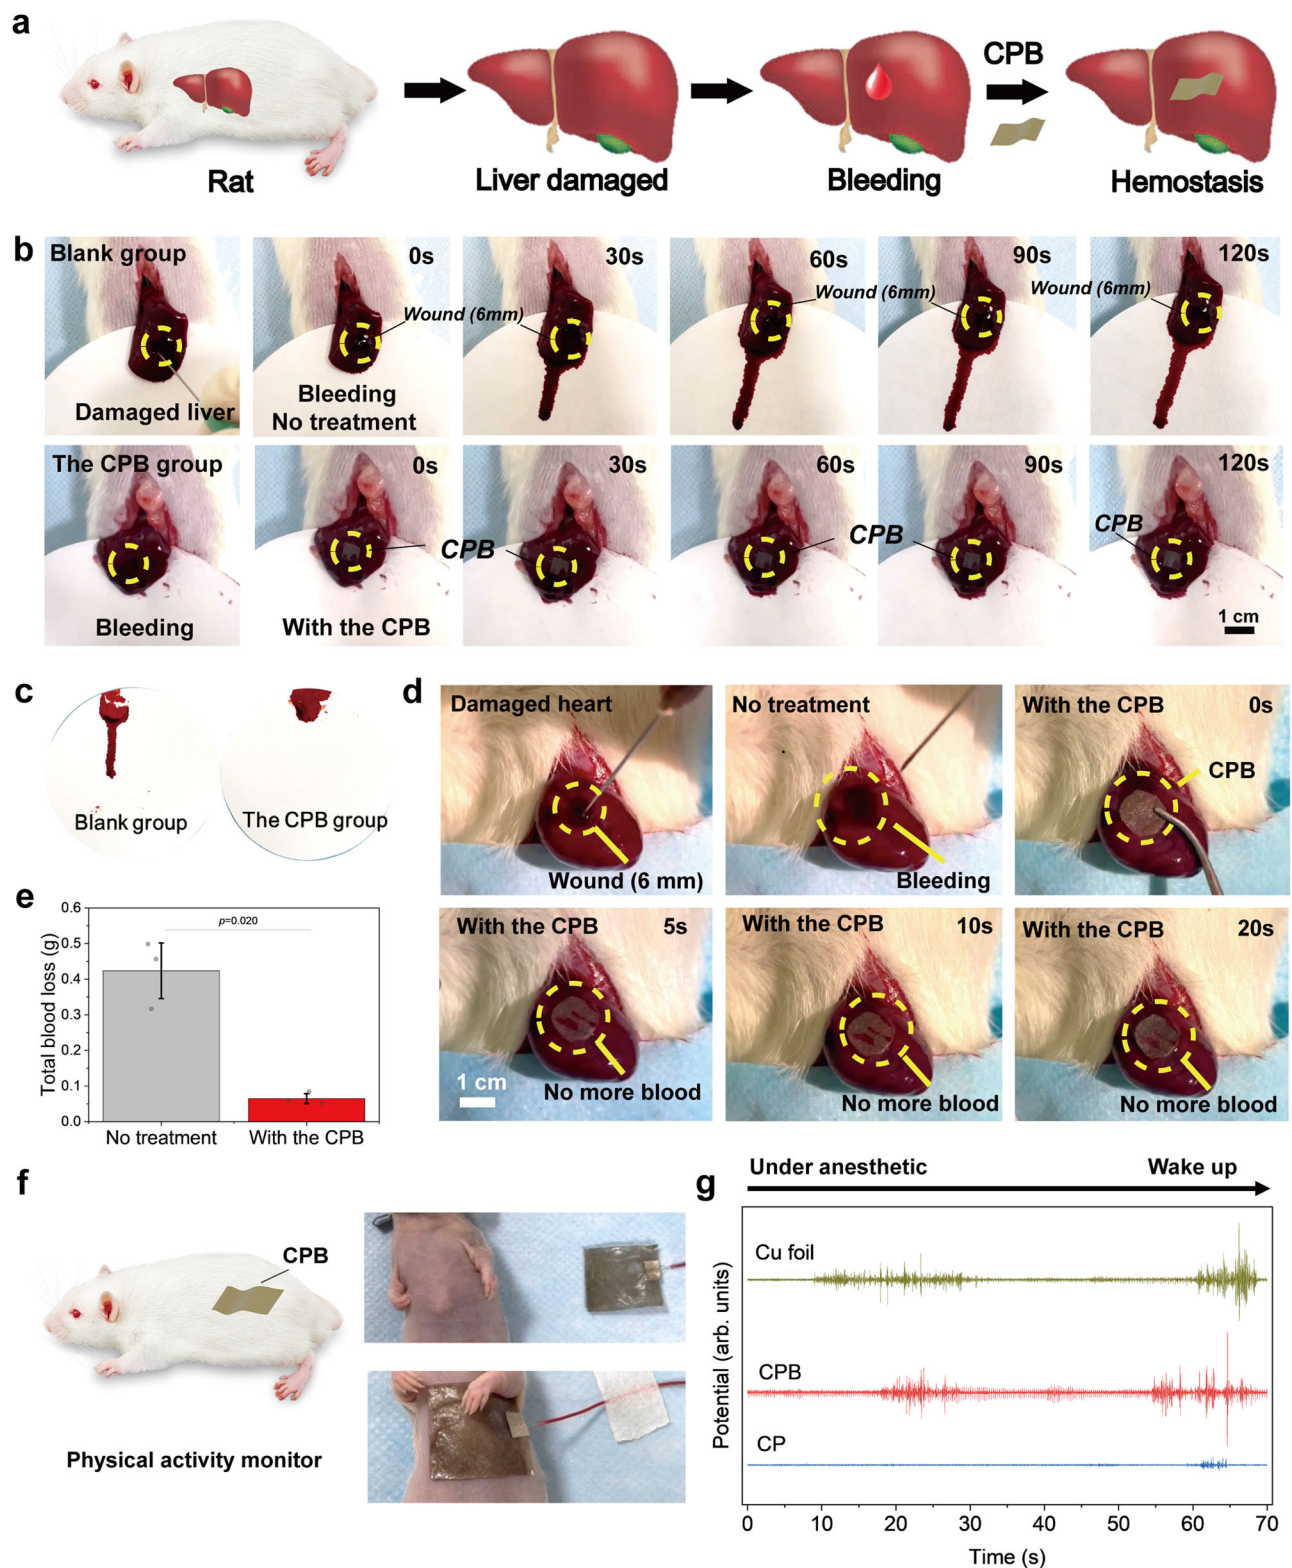 a
CPB
Rat
Liver damaged
Bleeding
Hemostasis
b
Blank group
0s
30s
60s
90s
120s
Wound (6mm)
Wound (6mm)
Wound (6mm)
Damaged liver
Bleeding
No treatment
The CPB group
0s
30s
60s
90s
120s
CPB
CPB
CPB
Bleeding
With the CPB
1 cm
c
Blank group
The CPB group
d
Damaged heart
Wound (6 mm)
No treatment
Bleeding
With the CPB
0s
CPB
With the CPB
5s
1 cm
No more blood
With the CPB
10s
No more blood
With the CPB
20s
No more blood
e
p=0.020
Total blood loss (g)
0.6
0.5
0.4
0.3
0.2
0.1
0.0
No treatment
With the CPB
f
CPB
Physical activity monitor
g
Under anesthetic
Wake up
Potential (arb. units)
Cu foil
CPB
CP
0 10 20 30 40 50 60 70
Time (s)